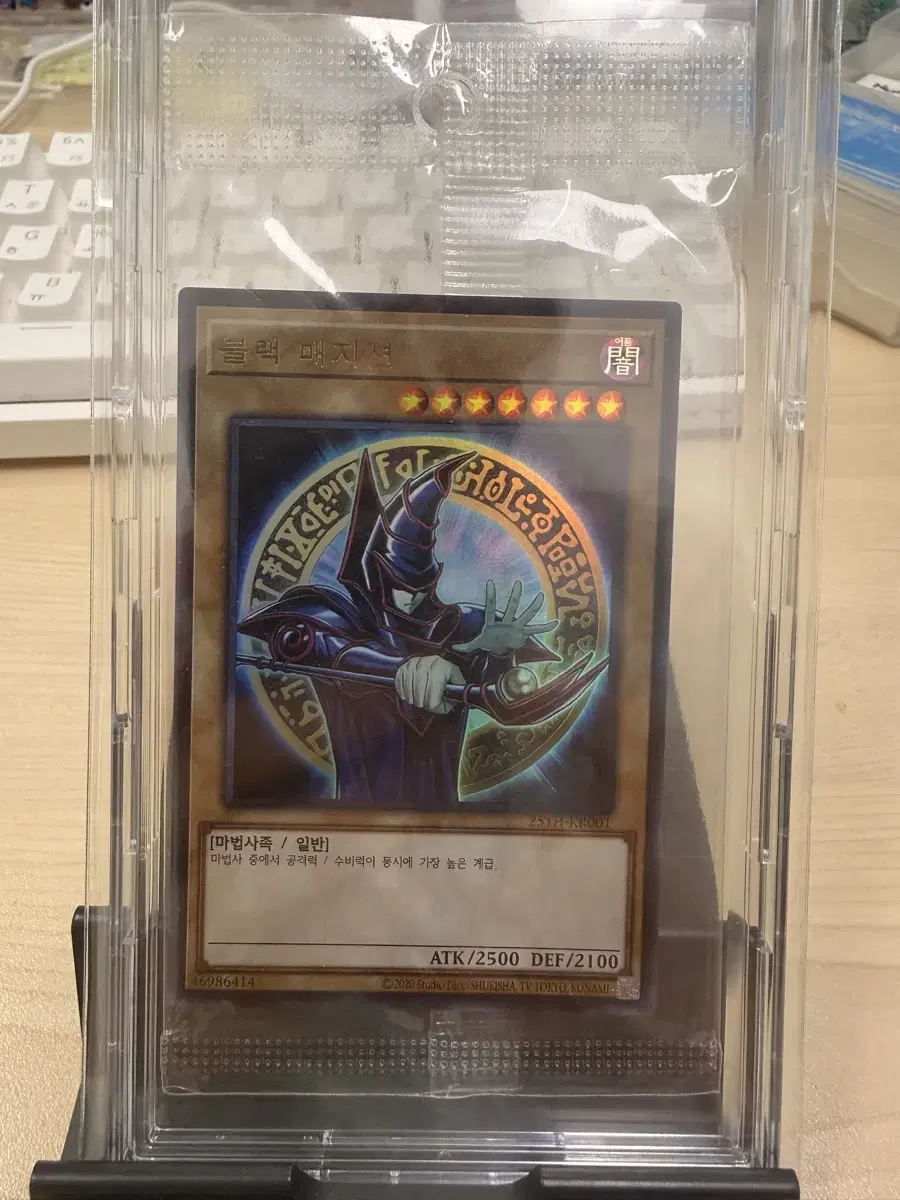 블랙 매지션
어둠
闇
25TH-KR001
[마법사족 / 일반]
마법사 중에서 공격력 / 수비력이 동시에 가장 높은 계급.
ATK/2500 DEF/2100
46986414
©2020 Studio Dice/SHUEISHA, TV TOKYO, KONAMI
T
G
B
ㅠ